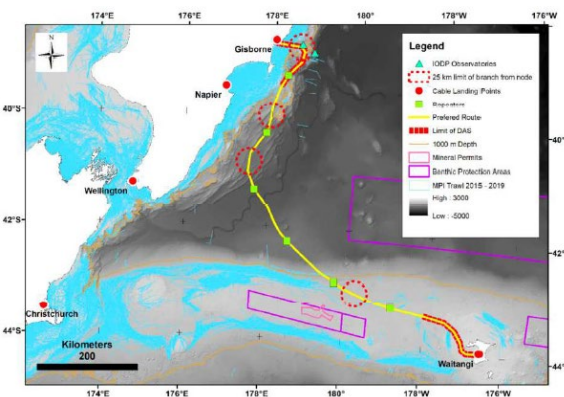 174°E 176°E 178°E 180° 178°W 176°W
N
Gisborne
Napier
Wellington
Christchurch
Waitangi
40°S
42°S
44°S
40°S
42°S
44°S
Legend
IODP Observatories
25 km limit of branch from node
Cable Landing Points
Repeaters
Prefered Route
Limit of DAS
1000 m Depth
Mineral Permits
Benthic Protection Areas
MPI Trawl 2015 - 2019
High : 3000
Low : -5000
Kilometers
200
174°E 176°E 178°E 180° 178°W 176°W